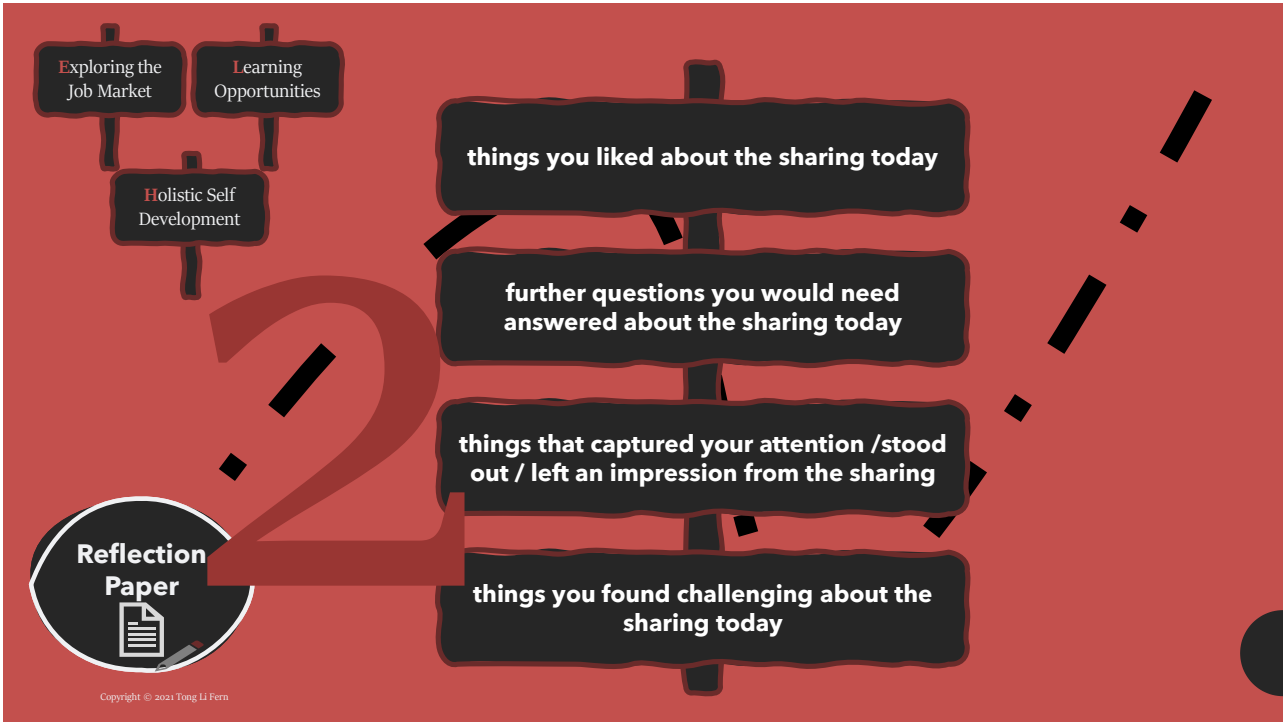 Exploring the
Job Market
Learning
Opportunities
Holistic Self
Development
2
things you liked about the sharing today
further questions you would need
answered about the sharing today
things that captured your attention /stood
out / left an impression from the sharing
things you found challenging about the
sharing today
Reflection
Paper
Copyright © 2021 Tong Li Fern